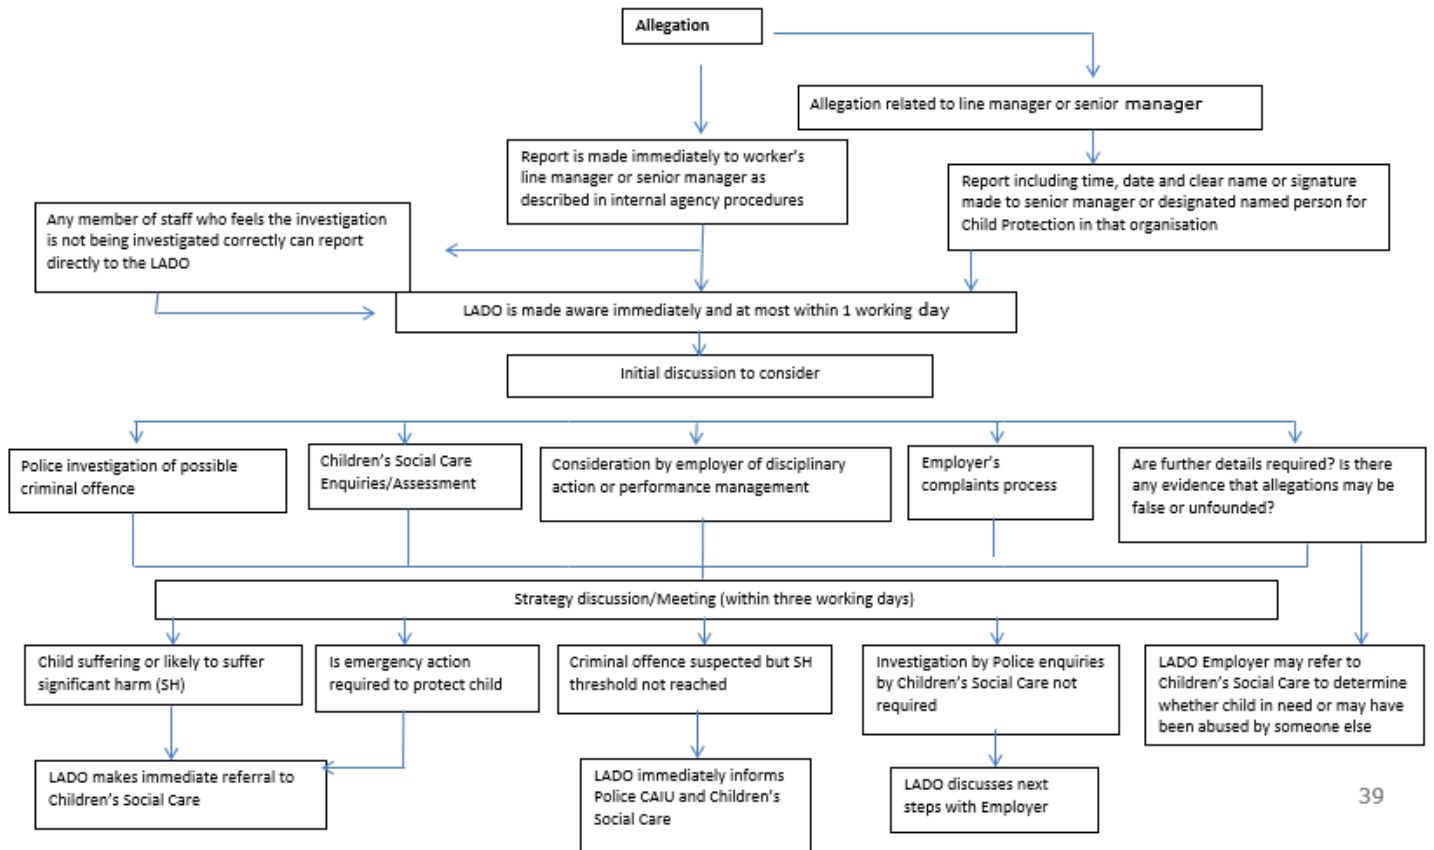 Allegation
Allegation related to line manager or senior manager
Report is made immediately to worker's
line manager or senior manager as
described in internal agency procedures
Report including time, date and clear name or signature
made to senior manager or designated named person for
Child Protection in that organisation
Any member of staff who feels the investigation
is not being investigated correctly can report
directly to the LADO
LADO is made aware immediately and at most within 1 working day
Initial discussion to consider
Police investigation of possible
criminal offence
Children's Social Care
Enquiries/Assessment
Consideration by employer of disciplinary
action or performance management
Employer's
complaints process
Are further details required? Is there
any evidence that allegations may be
false or unfounded?
Strategy discussion/Meeting (within three working days)
Child suffering or likely to suffer
significant harm (SH)
Is emergency action
required to protect child
Criminal offence suspected but SH
threshold not reached
Investigation by Police enquiries
by Children's Social Care not
required
LADO Employer may refer to
Children's Social Care to determine
whether child in need or may have
been abused by someone else
LADO makes immediate referral to
Children's Social Care
LADO immediately informs
Police CAIU and Children's
Social Care
LADO discusses next
steps with Employer
39